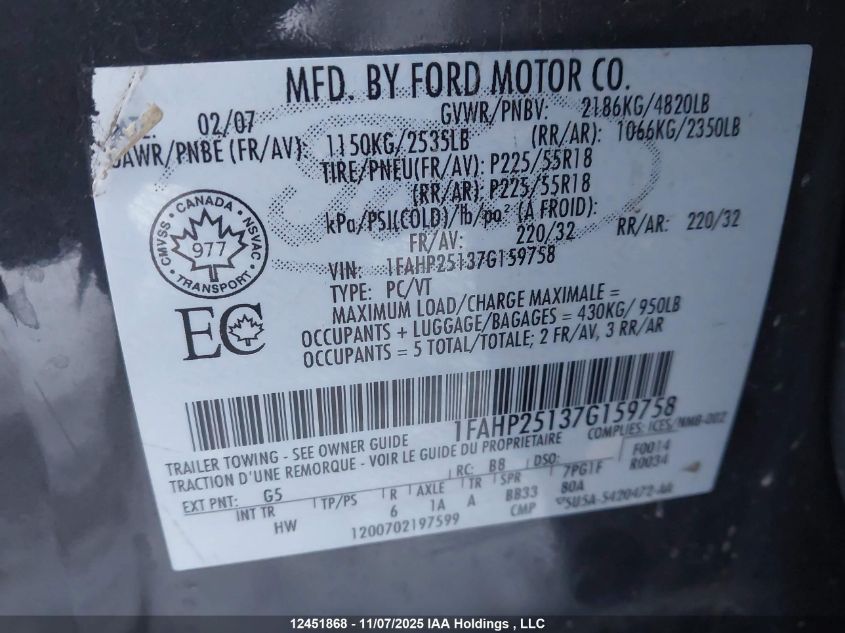 MFD. BY FORD MOTOR CO.
02/07 GVWR/PNBV: 2186KG/4820LB
GAWR/PNBE (FR/AV): 1150KG/2535LB (RR/AR): 1066KG/2350LB
TIRE/PNEU(FR/AV): P225/55R18
(RR/AR): P225/55R18
kPa/PSI(COLD)/lb/po² (À FROID):
FR/AV: 220/32 RR/AR: 220/32
CMVSS • CANADA • NSVAC • TRANSPORT •
977
VIN: 1FAHP25137G159758
TYPE: PC/VT
EC
MAXIMUM LOAD/CHARGE MAXIMALE =
OCCUPANTS + LUGGAGE/BAGAGES = 430KG/ 950LB
OCCUPANTS = 5 TOTAL/TOTALE; 2 FR/AV, 3 RR/AR
1FAHP25137G159758
TRAILER TOWING - SEE OWNER GUIDE COMPLIES: ICES/NMB-002
TRACTION D'UNE REMORQUE - VOIR LE GUIDE DU PROPRIÉTAIRE
EXT PNT: G5 RC: B8 DSO: 7PG1F F0014
INT TR TP/PS R AXLE TR SPR 80A R0034
HW 6 1A A BB33
1200702197599 CMP 5U5A-5420472-AA
12451868 - 11/07/2025 IAA Holdings , LLC